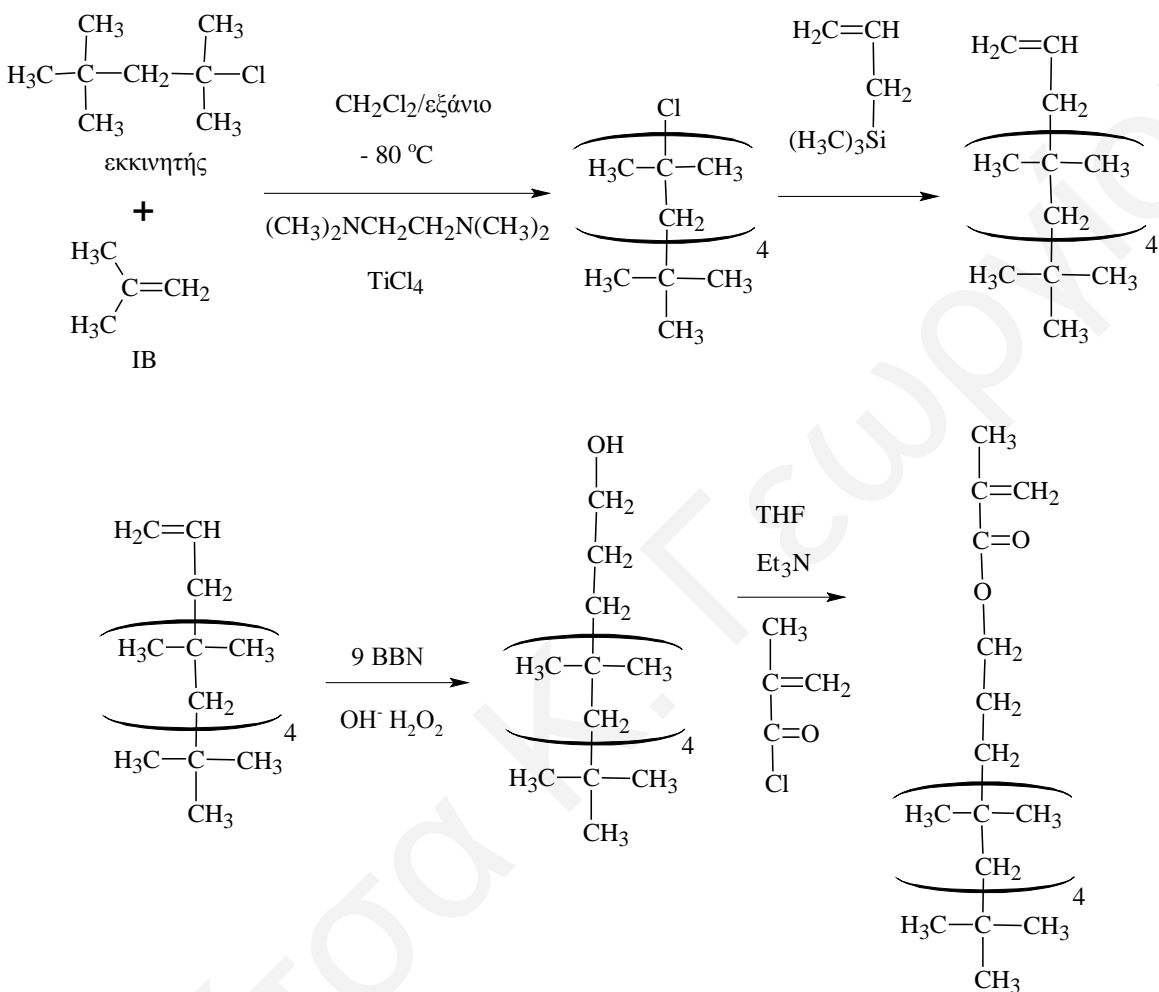 CH3 CH3
H3C C CH2 C Cl
CH3 CH3
εκκινητής
+
H3C
C=CH2
H3C
IB
CH2Cl2/εξάνιο
- 80 °C
(CH3)2NCH2CH2N(CH3)2
TiCl4
Cl
H3C C CH3
CH2
4
H3C C CH3
CH3
H2C=CH
CH2
(H3C)3Si
H2C=CH
CH2
H3C C CH3
CH2
4
H3C C CH3
CH3
H2C=CH
CH2
H3C C CH3
CH2
4
H3C C CH3
CH3
9 BBN
OH- H2O2
OH
CH2
CH2
CH2
H3C C CH3
CH2
4
H3C C CH3
CH3
THF
Et3N
CH3
C=CH2
C=O
Cl
CH3
C=CH2
C=O
O
CH2
CH2
CH2
H3C C CH3
CH2
4
H3C C CH3
CH3
τσα Κ. Γεωργίο